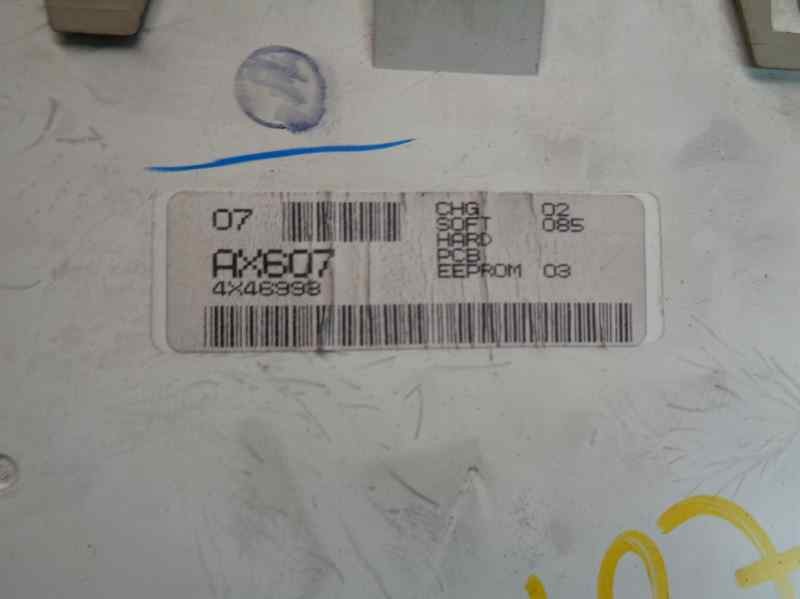 07
AX607
4X46998
CHG 02
SOFT 085
HARD
PCB
EEPROM 03